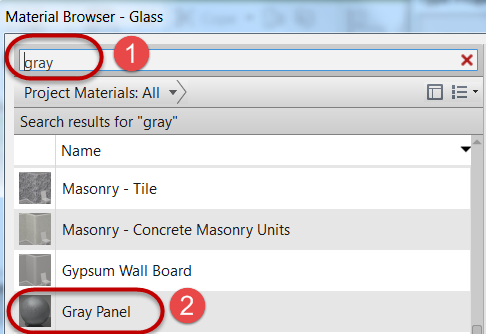 Material Browser - Glass
gray
1
Project Materials: All
Search results for "gray"
Name
Masonry - Tile
Masonry - Concrete Masonry Units
Gypsum Wall Board
Gray Panel
2